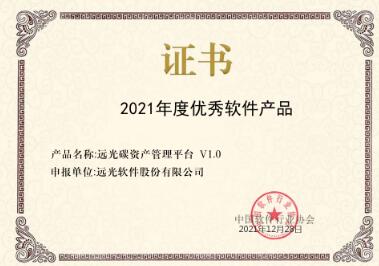 证书
2021年度优秀软件产品
产品名称:远光碳资产管理平台 V1.0
申报单位:远光软件股份有限公司
中国软件行业协会
2021年12月28日